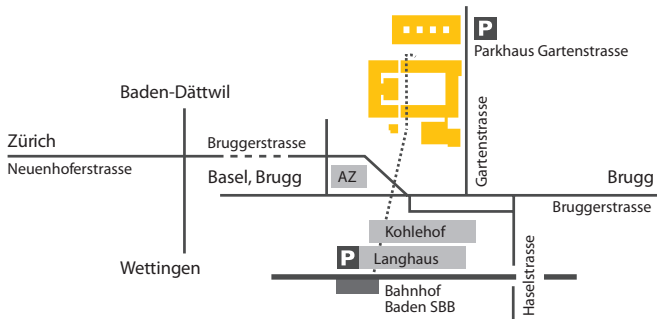 P
Parkhaus Gartenstrasse
Baden-Dättwil
Zürich
Bruggerstrasse
Neuenhoferstrasse
Basel, Brugg
AZ
Gartenstrasse
Brugg
Bruggerstrasse
Kohlehof
P
Langhaus
Wettingen
Bahnhof
Baden SBB
Haselstrasse